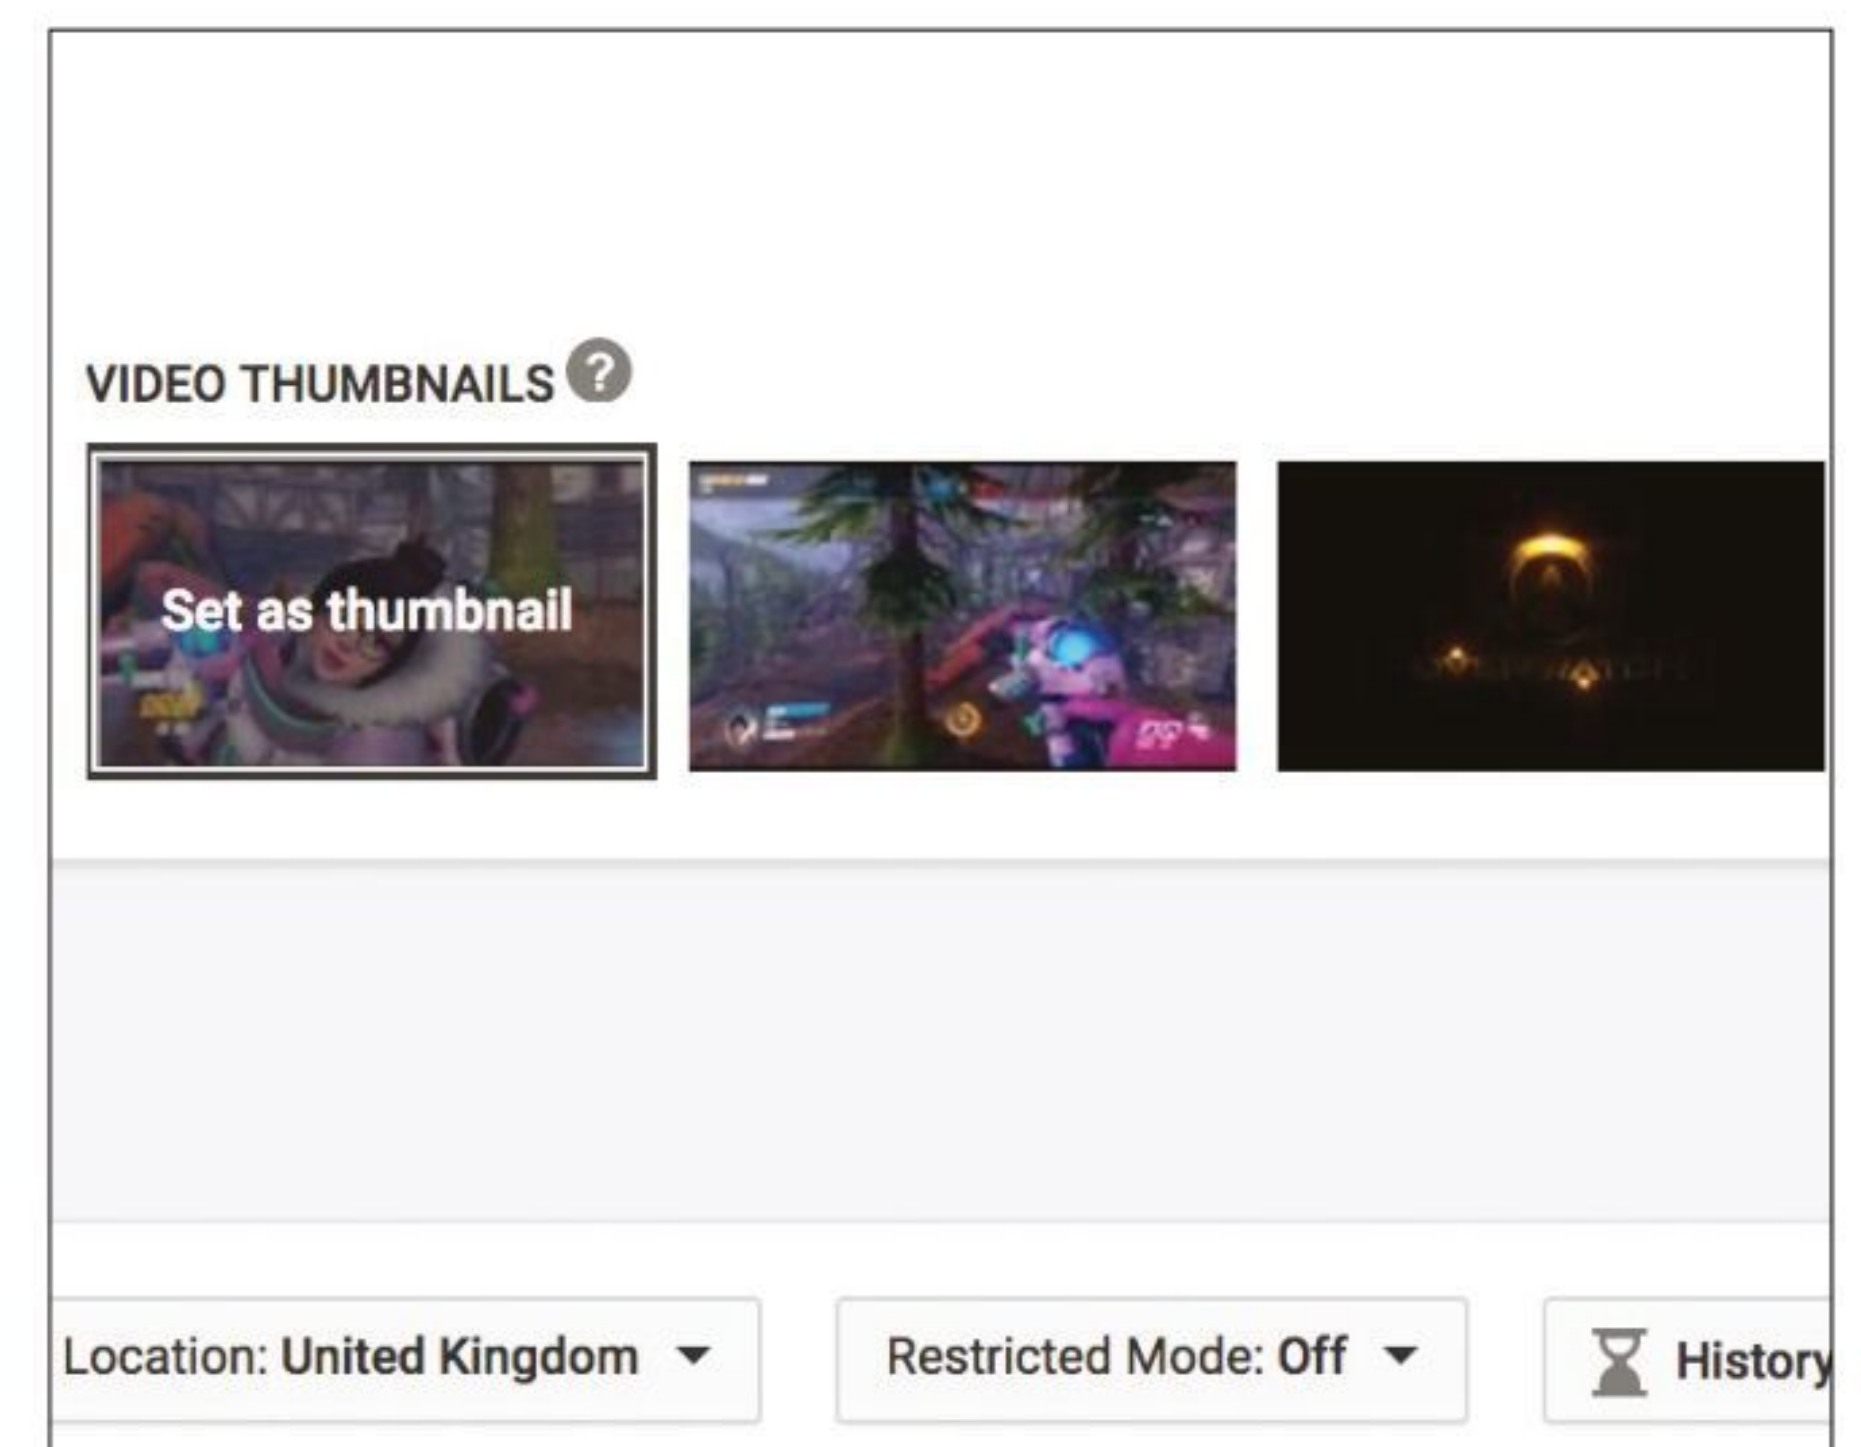 VIDEO THUMBNAILS ?
Set as thumbnail
Location: United Kingdom
Restricted Mode: Off
History